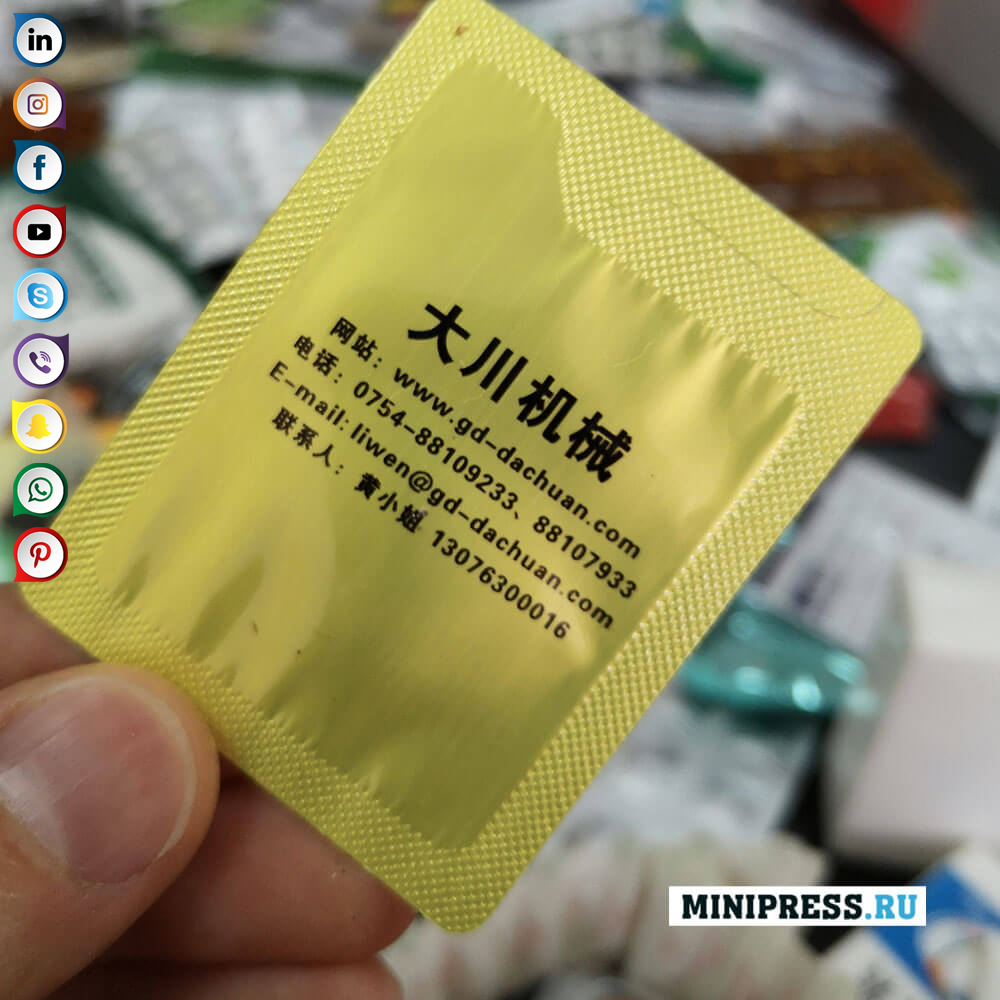 大川机械
网站：www.gd-dachuan.com
电话：0754-88109233、88107933
E-mail:liwen@gd-dachuan.com
联系人：黄小姐 13076300016
MINIPRESS.RU